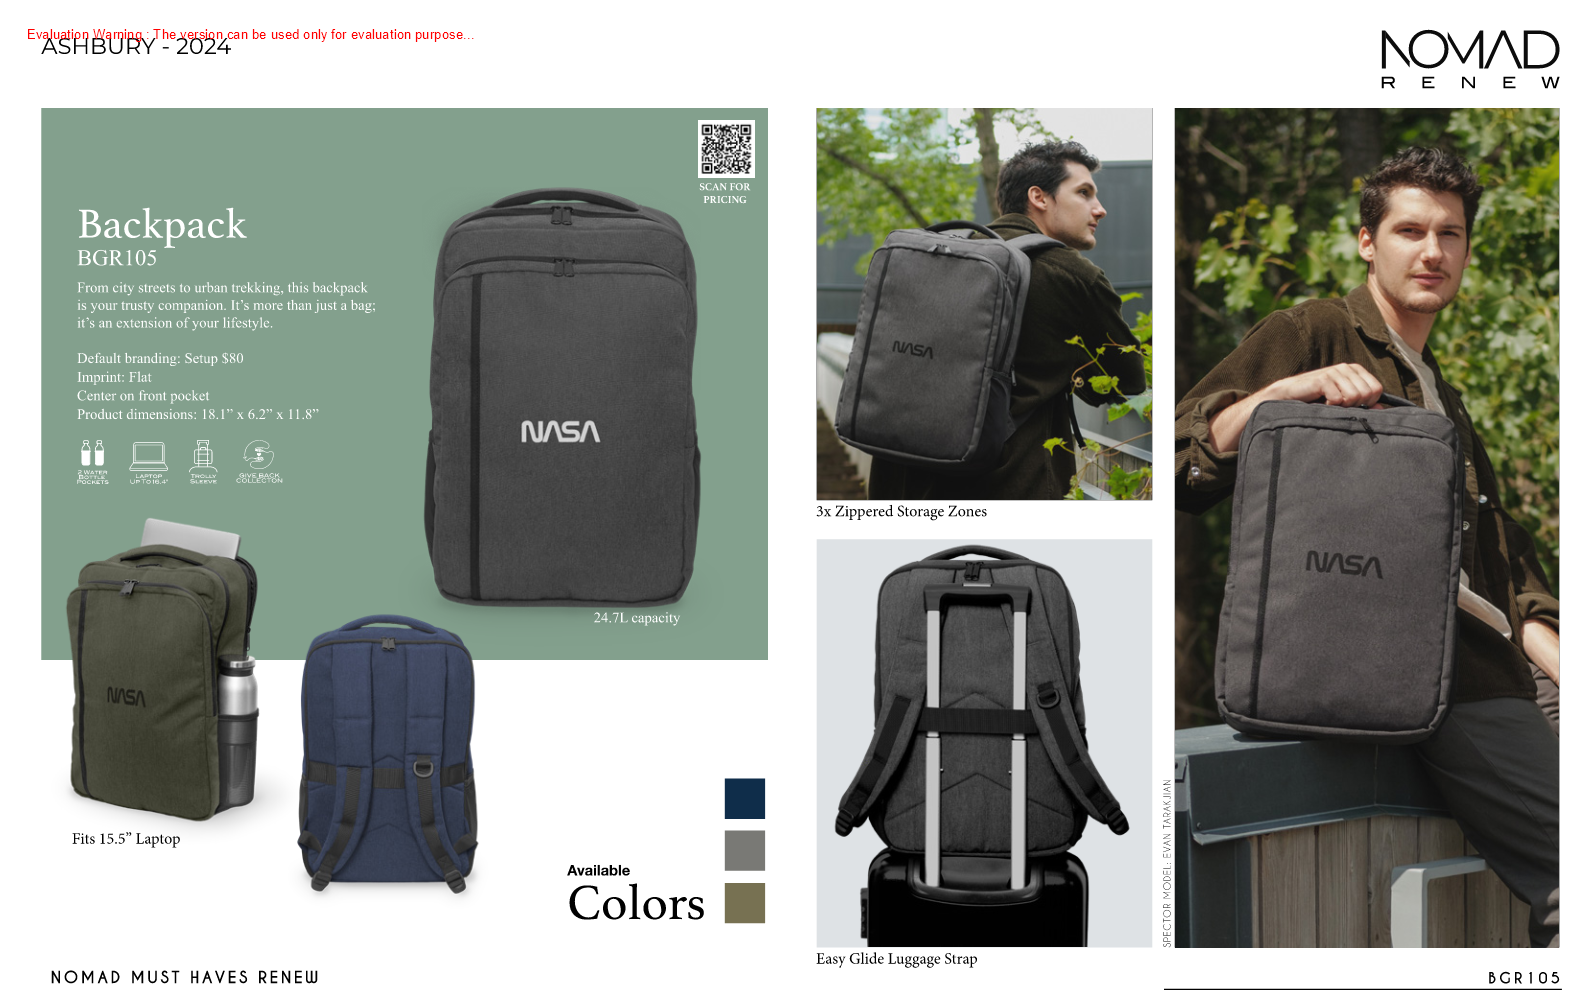 Evaluation Warning : The version can be used only for evaluation purpose...
ASHBURY - 2024
NOMAD
RENEW
SCAN FOR
PRICING
Backpack
BGR105
From city streets to urban trekking, this backpack
is your trusty companion. It’s more than just a bag;
it’s an extension of your lifestyle.
Default branding: Setup $80
Imprint: Flat
Center on front pocket
Product dimensions: 18.1” x 6.2” x 11.8”
2 WATER
BOTTLE
POCKETS
LAPTOP
UP TO 16.4"
TROLLY
SLEEVE
GIVE BACK
COLLECTON
NASA
24.7L capacity
NASA
Fits 15.5” Laptop
Available
Colors
NASA
3x Zippered Storage Zones
Easy Glide Luggage Strap
NASA
SPECTOR MODEL: EVAN TARAKJIAN
NOMAD MUST HAVES RENEW
BGR105